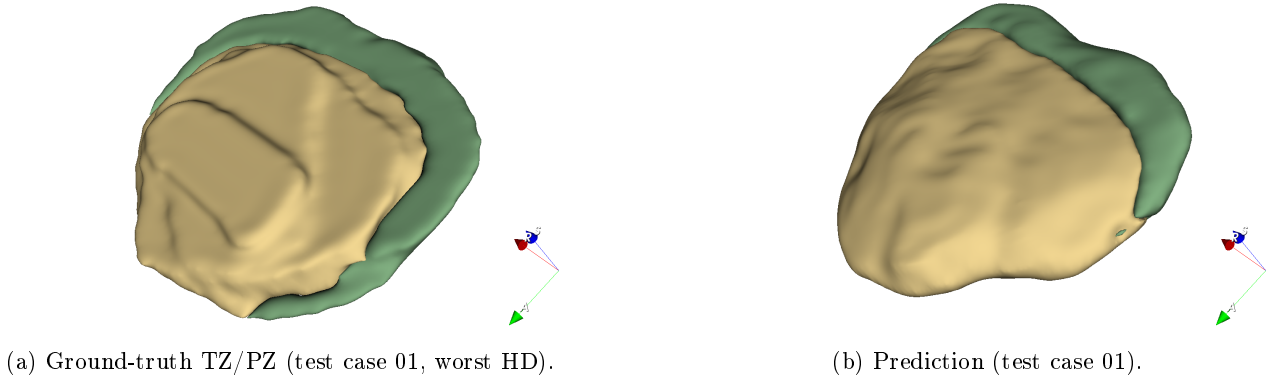 (a) Ground-truth TZ/PZ (test case 01, worst HD).
(b) Prediction (test case 01).